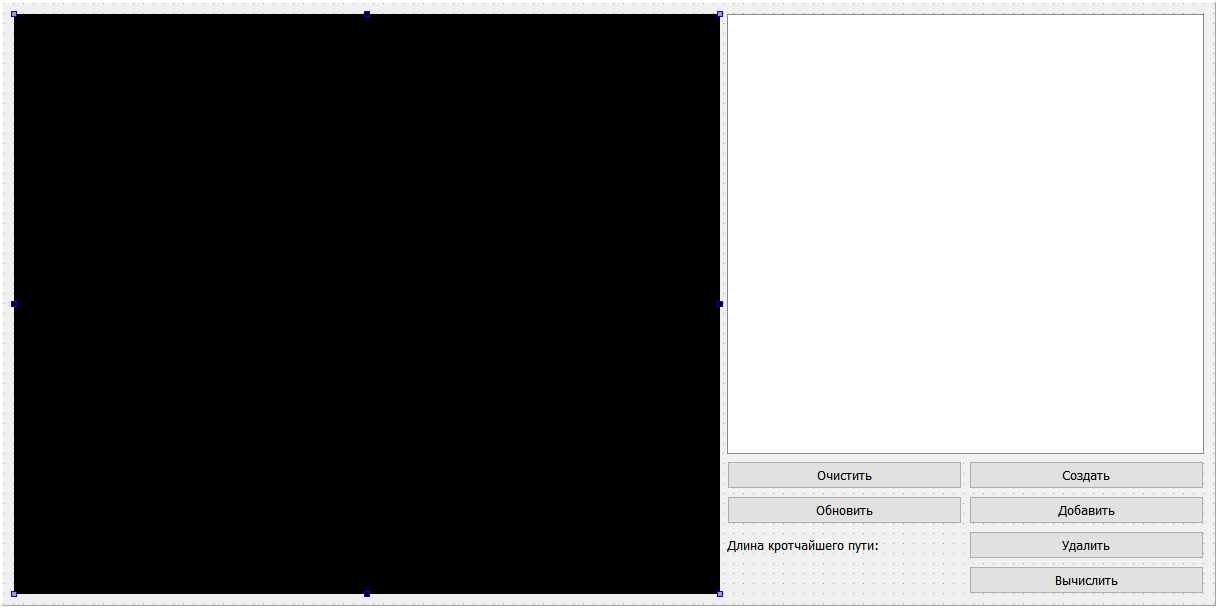 Очистить
Создать
Обновить
Добавить
Длина кротчайшего пути:
Удалить
Вычислить